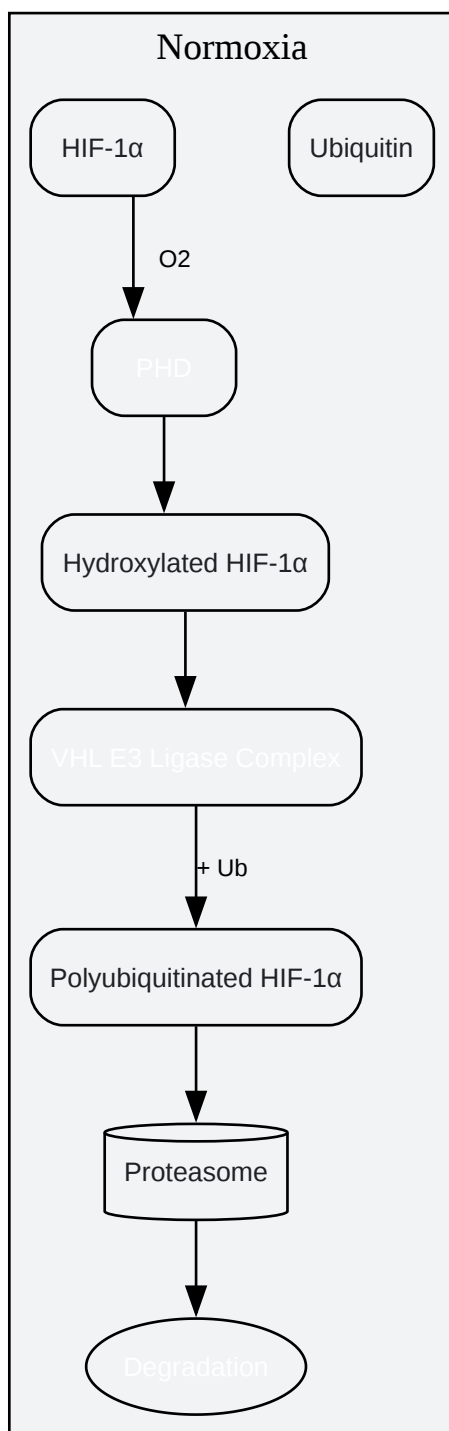 Normoxia
HIF-1α
Ubiquitin
O2
PHD
Hydroxylated HIF-1α
VHL E3 Ligase Complex
+ Ub
Polyubiquitinated HIF-1α
Proteasome
Degradation